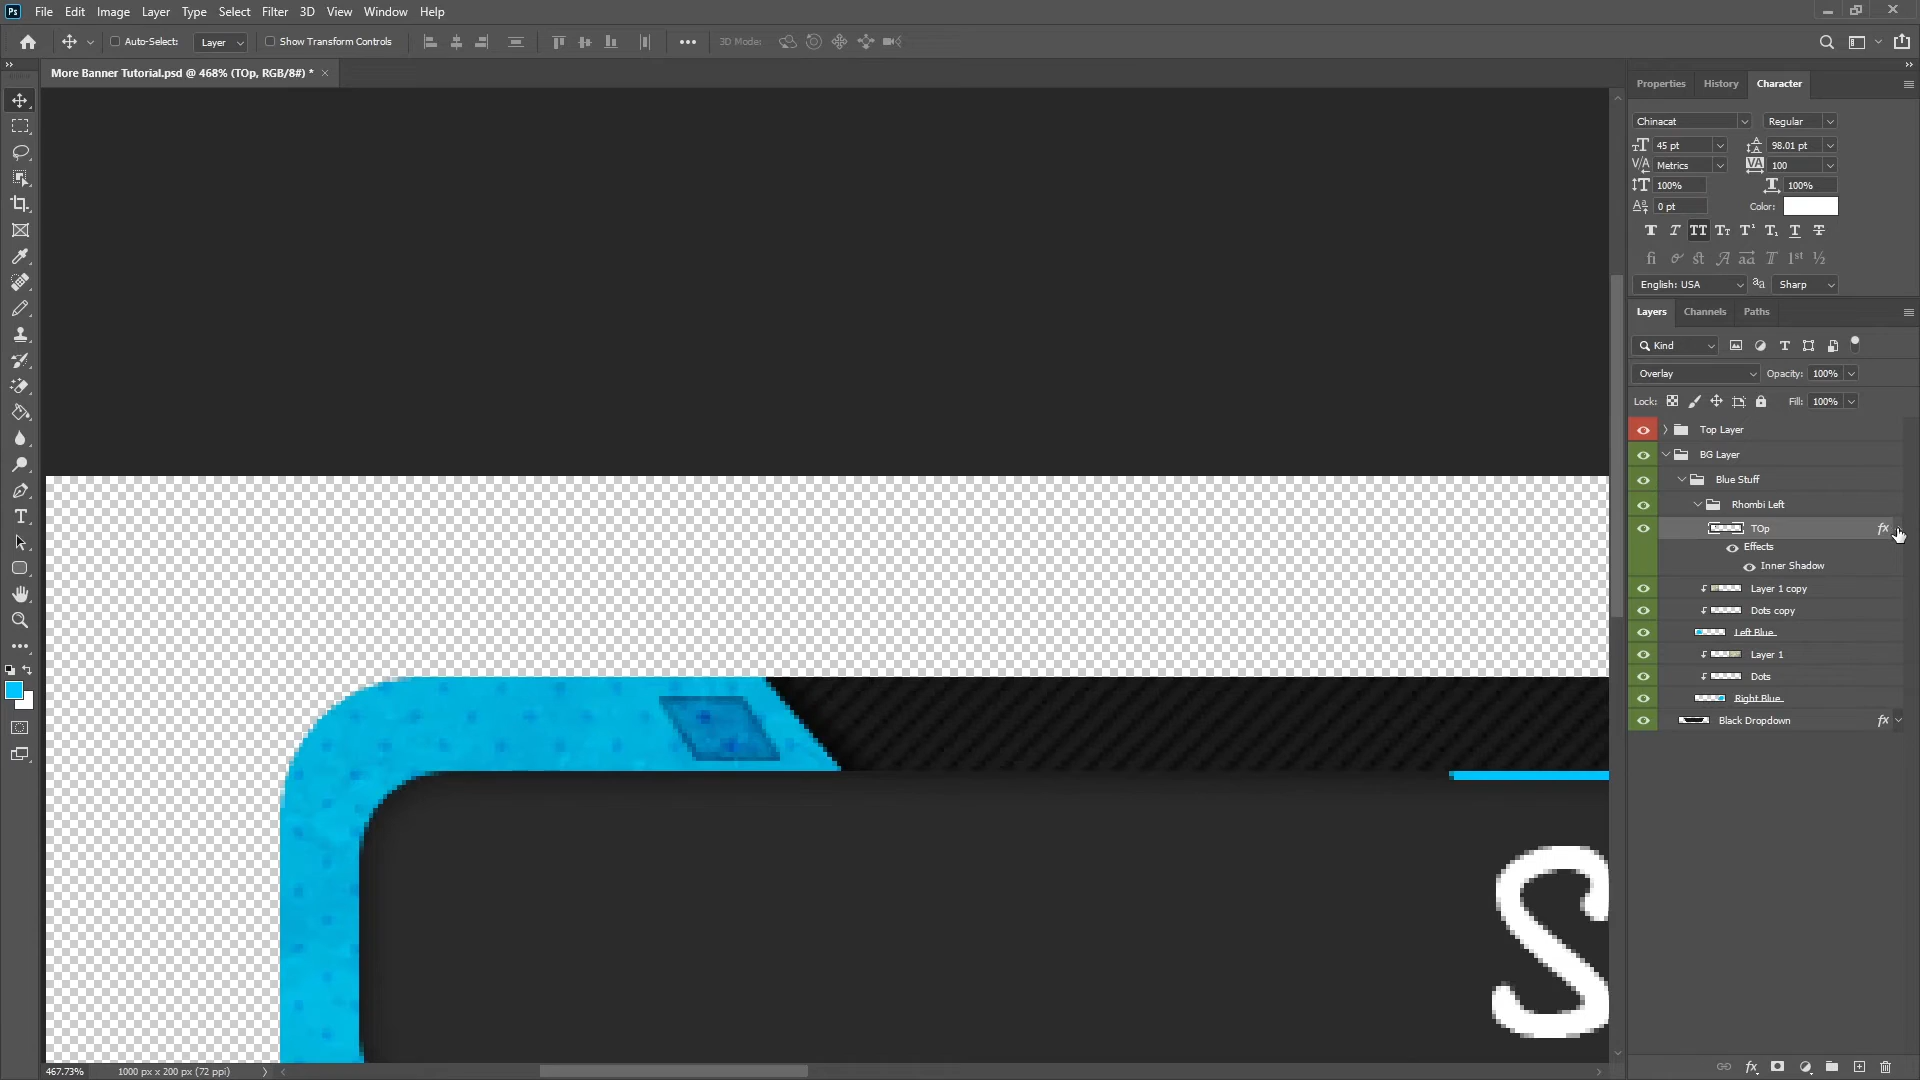 Ps File Edit Image Layer Type Select Filter 3D View Window Help
Auto-Select: Layer Show Transform Controls 3D Mode:
More Banner Tutorial.psd @ 468% (TOp, RGB/8#) * ×
Properties History Character
Chinacat Regular
45 pt 98.01 pt
Metrics 100
100% 100%
0 pt Color:
English: USA Sharp
Layers Channels Paths
Kind
Overlay Opacity: 100%
Lock: Fill: 100%
Top Layer
BG Layer
Blue Stuff
Rhombi Left
TOp fx
Effects
Inner Shadow
Layer 1 copy
Dots copy
Left Blue
Layer 1
Dots
Right Blue
Black Dropdown fx
S
467.73% 1000 px x 200 px (72 ppi)